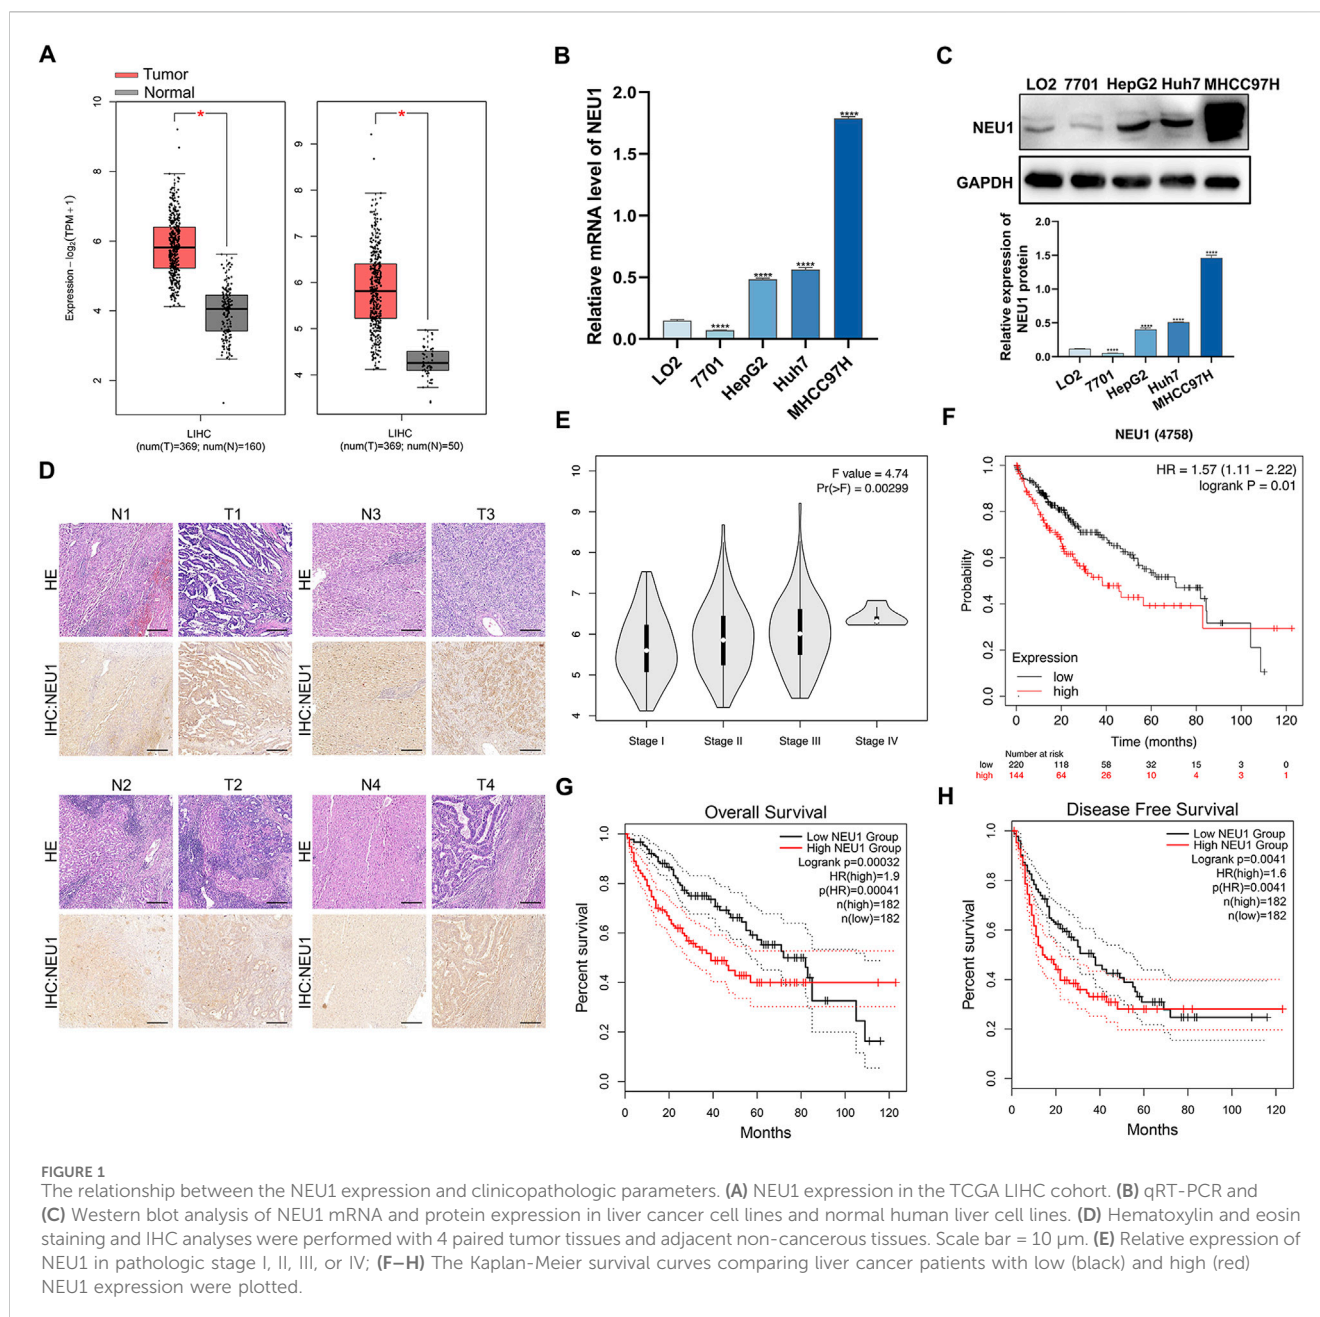 A
Tumor
Normal
Expression − log2(TPM + 1)
10
8
6
4
2
*
LIHC
(num(T)=369; num(N)=160)
9
8
7
6
5
4
*
LIHC
(num(T)=369; num(N)=50)
B
Relatiave mRNA level of NEU1
2.0
1.5
1.0
0.5
0.0
****
****
****
****
LO2
7701
HepG2
Huh7
MHCC97H
C
LO2 7701 HepG2 Huh7 MHCC97H
NEU1
GAPDH
Relative expression of
NEU1 protein
2.0
1.5
1.0
0.5
0.0
****
****
****
****
LO2
7701
HepG2
Huh7
MHCC97H
D
N1 T1 N3 T3
HE HE
IHC:NEU1 IHC:NEU1
N2 T2 N4 T4
HE HE
IHC:NEU1 IHC:NEU1
E
F value = 4.74
Pr(>F) = 0.00299
10
9
8
7
6
5
4
Stage I Stage II Stage III Stage IV
F
NEU1 (4758)
HR = 1.57 (1.11 − 2.22)
logrank P = 0.01
Probability
1.0
0.8
0.6
0.4
0.2
0.0
Expression
low
high
0 20 40 60 80 100 120
Time (months)
Number at risk
low 220 118 58 32 15 3 0
high 144 64 26 10 4 3 1
G
Overall Survival
Low NEU1 Group
High NEU1 Group
Logrank p=0.00032
HR(high)=1.9
p(HR)=0.00041
n(high)=182
n(low)=182
Percent survival
1.0
0.8
0.6
0.4
0.2
0.0
0 20 40 60 80 100 120
Months
H
Disease Free Survival
Low NEU1 Group
High NEU1 Group
Logrank p=0.0041
HR(high)=1.6
p(HR)=0.0041
n(high)=182
n(low)=182
Percent survival
1.0
0.8
0.6
0.4
0.2
0.0
0 20 40 60 80 100 120
Months
FIGURE 1
The relationship between the NEU1 expression and clinicopathologic parameters. (A) NEU1 expression in the TCGA LIHC cohort. (B) qRT-PCR and
(C) Western blot analysis of NEU1 mRNA and protein expression in liver cancer cell lines and normal human liver cell lines. (D) Hematoxylin and eosin
staining and IHC analyses were performed with 4 paired tumor tissues and adjacent non-cancerous tissues. Scale bar = 10 µm. (E) Relative expression of
NEU1 in pathologic stage I, II, III, or IV; (F–H) The Kaplan-Meier survival curves comparing liver cancer patients with low (black) and high (red)
NEU1 expression were plotted.